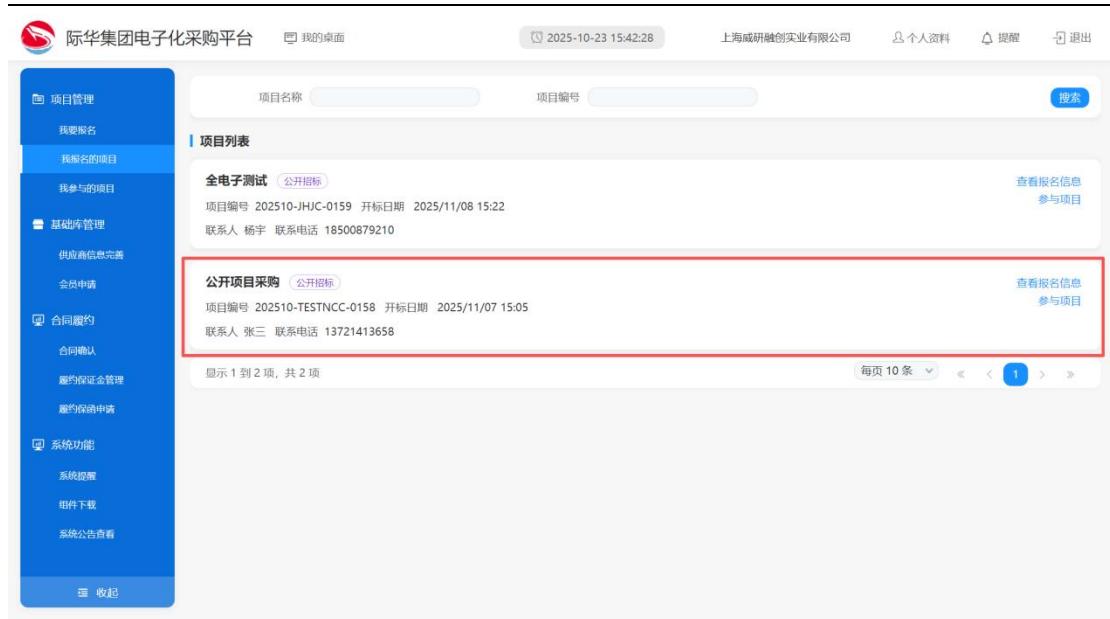 际华集团电子化采购平台 我的桌面 2025-10-23 15:42:28 上海威研融创实业有限公司 个人资料 提醒 退出
项目管理
我要报名
我报名的项目
我参与的项目
基础库管理
供应商信息完善
会员申请
合同履约
合同确认
履约保证金管理
履约保函申请
系统功能
系统提醒
组件下载
系统公告查看
收起
项目名称 项目编号 搜索
项目列表
全电子测试 公开招标 查看报名信息
项目编号 202510-JHJC-0159 开标日期 2025/11/08 15:22 参与项目
联系人 杨宇 联系电话 18500879210
公开项目采购 公开招标 查看报名信息
项目编号 202510-TESTNCC-0158 开标日期 2025/11/07 15:05 参与项目
联系人 张三 联系电话 13721413658
显示 1 到 2 项，共 2 项 每页 10 条 « < 1 > »